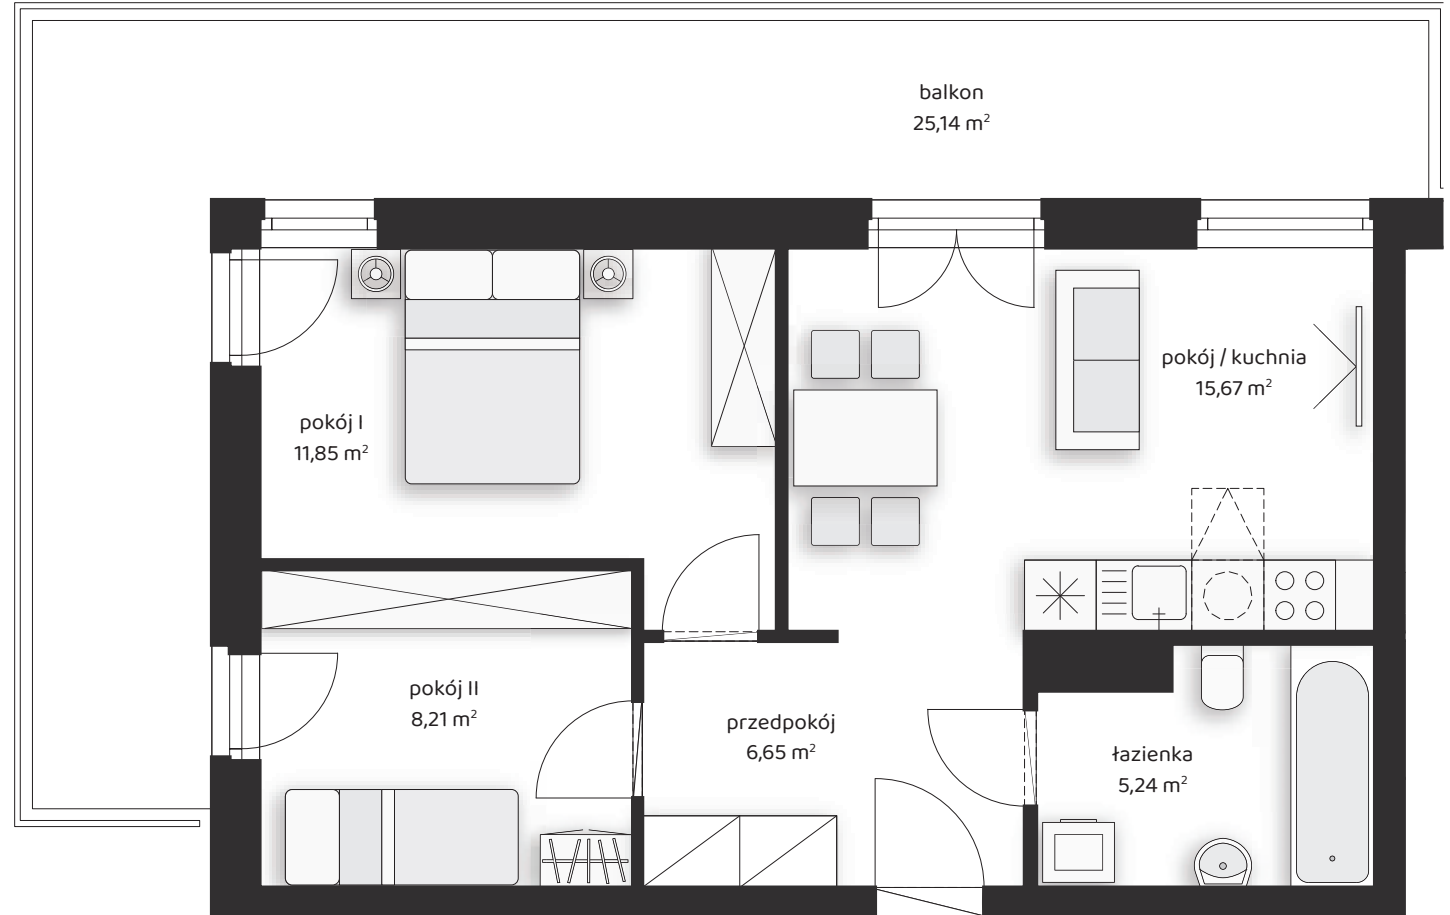 balkon
25,14 m²
pokój / kuchnia
15,67 m²
pokój I
11,85 m²
pokój II
8,21 m²
przedpokój
6,65 m²
łazienka
5,24 m²